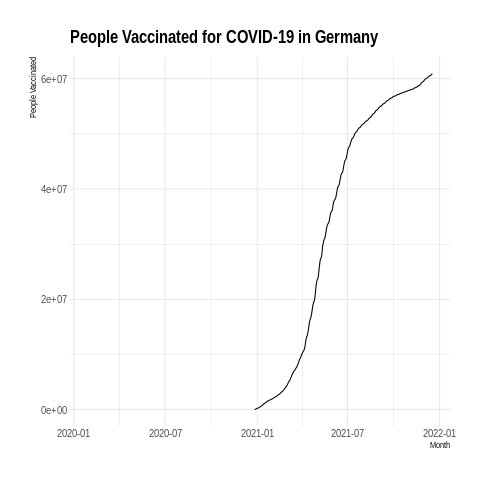 People Vaccinated for COVID-19 in Germany
People Vaccinated
6e+07
4e+07
2e+07
0e+00
2020-01 2020-07 2021-01 2021-07 2022-01
Month